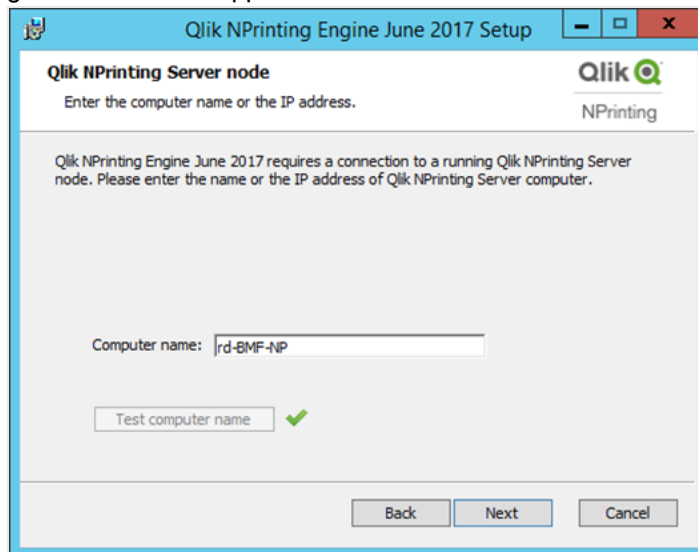 Qlik NPrinting Engine June 2017 Setup
Qlik NPrinting Server node
Enter the computer name or the IP address.
Qlik
NPrinting
Qlik NPrinting Engine June 2017 requires a connection to a running Qlik NPrinting Server
node. Please enter the name or the IP address of Qlik NPrinting Server computer.
Computer name: rd-BMF-NP
Test computer name
Back Next Cancel